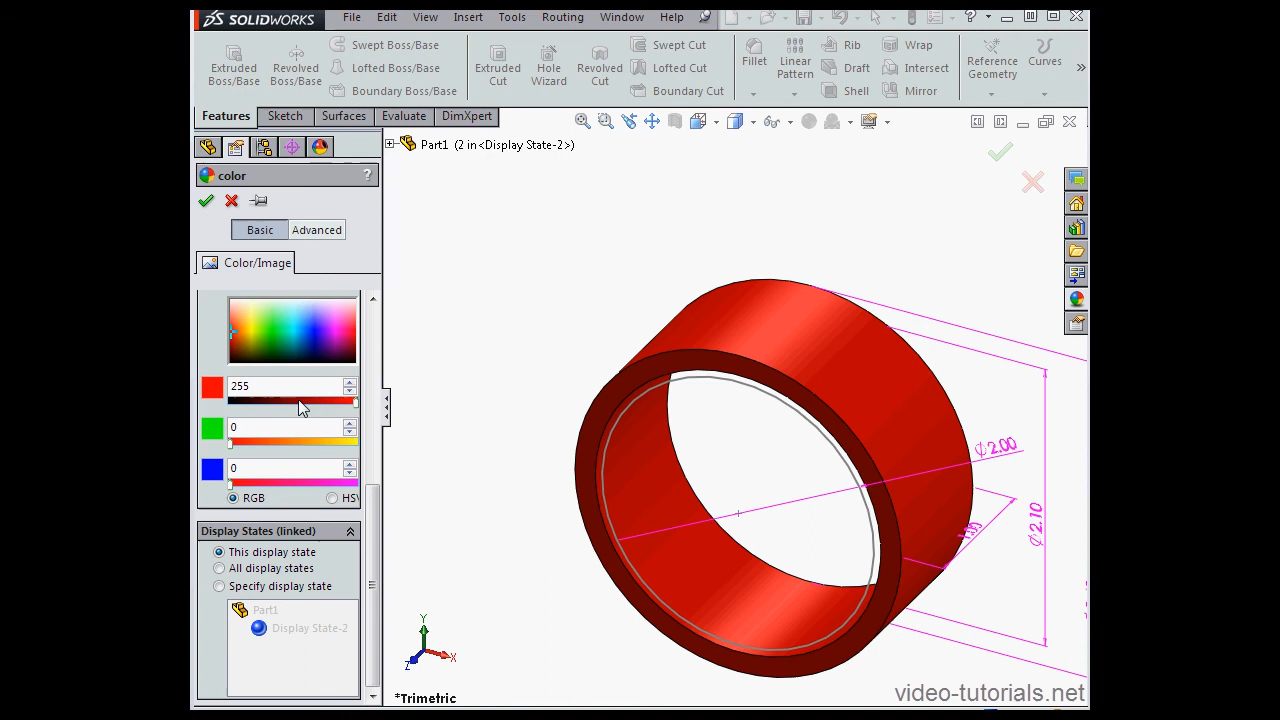 SOLIDWORKS File Edit View Insert Tools Routing Window Help
Extruded Boss/Base
Revolved Boss/Base
Swept Boss/Base
Lofted Boss/Base
Boundary Boss/Base
Extruded Cut
Hole Wizard
Revolved Cut
Swept Cut
Lofted Cut
Boundary Cut
Fillet
Linear Pattern
Rib
Draft
Shell
Wrap
Intersect
Mirror
Reference Geometry
Curves
Features Sketch Surfaces Evaluate DimXpert
Part1 (2 in<Display State-2>)
color ?
Basic Advanced
Color/Image
255
0
0
RGB HSV
Display States (linked)
This display state
All display states
Specify display state
Part1
Display State-2
Ø2.00
Ø2.10
Y
X
Z
*Trimetric
video-tutorials.net